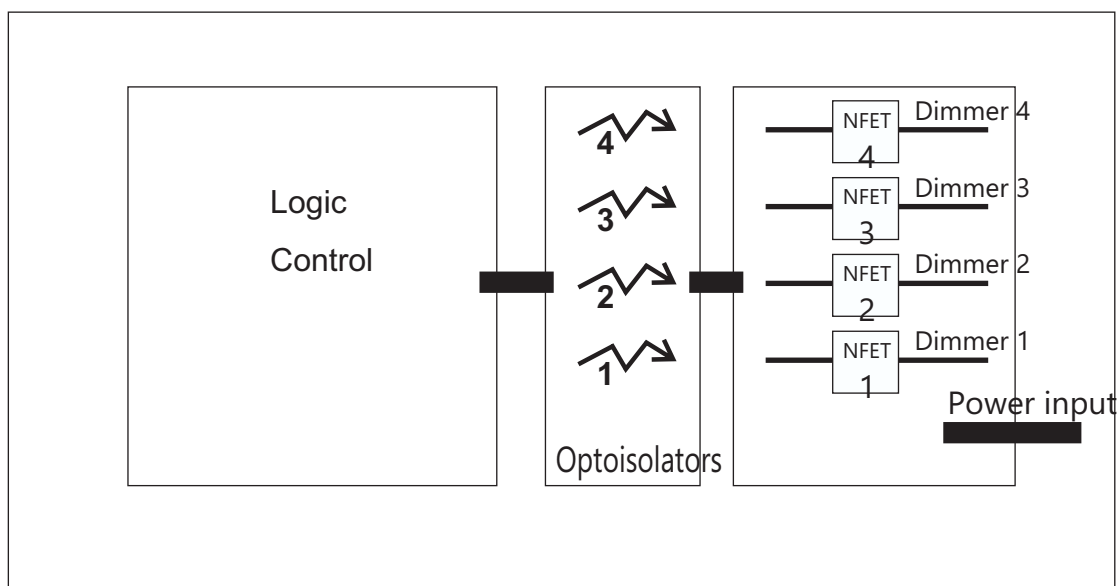 Logic
Control
4
3
2
1
Optoisolators
NFET
4
Dimmer 4
NFET
3
Dimmer 3
NFET
2
Dimmer 2
NFET
1
Dimmer 1
Power input